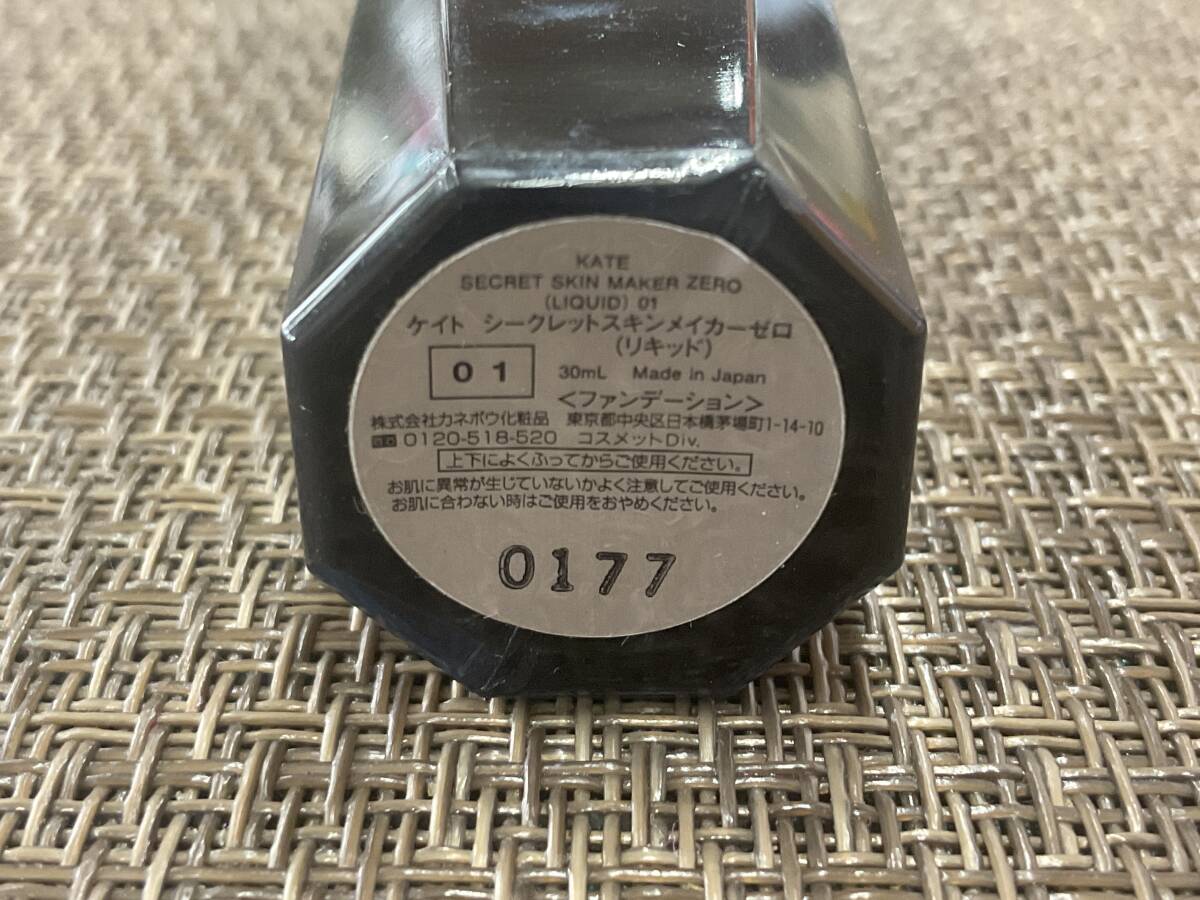 KATE
SECRET SKIN MAKER ZERO
(LIQUID) 01
ケイト シークレットスキンメイカーゼロ
(リキッド)
01 30mL Made in Japan
<ファンデーション>
株式会社カネボウ化粧品 東京都中央区日本橋茅場町1-14-10
0120-518-520 コスメットDiv.
上下によくふってからご使用ください。
お肌に異常が生じていないかよく注意してご使用ください。
お肌に合わない時はご使用をおやめください。
0177